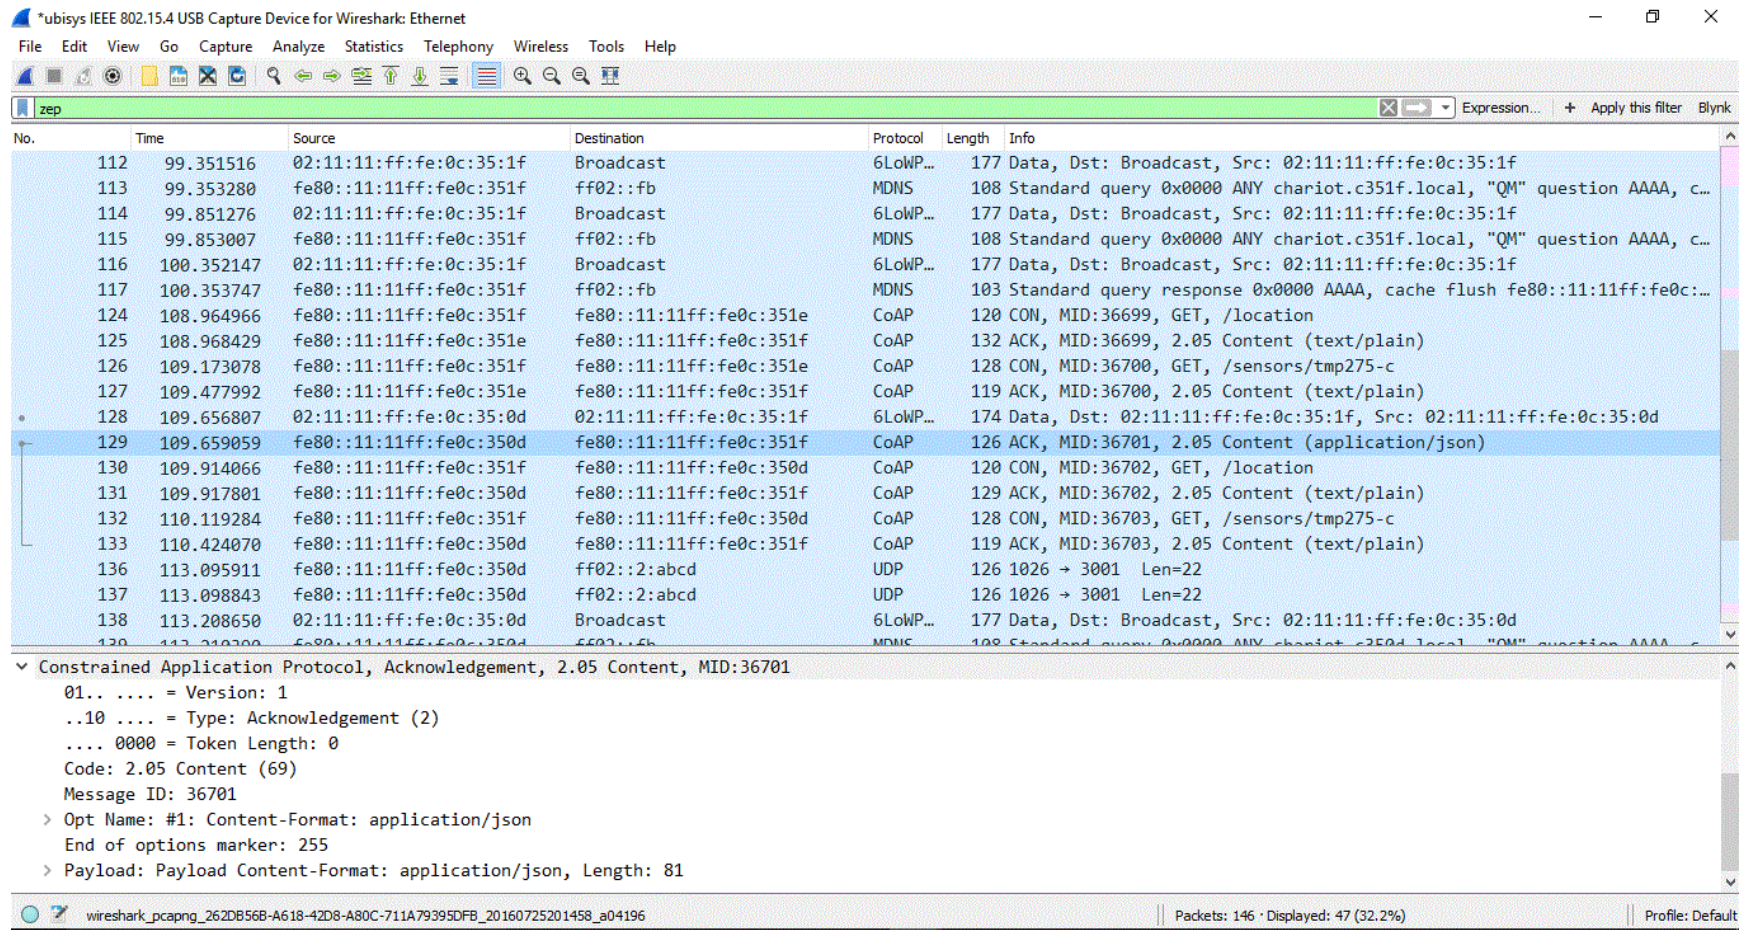 *ubisys IEEE 802.15.4 USB Capture Device for Wireshark: Ethernet
File Edit View Go Capture Analyze Statistics Telephony Wireless Tools Help
zep Expression... + Apply this filter Blynk
No. Time Source Destination Protocol Length Info
112 99.351516 02:11:11:ff:fe:0c:35:1f Broadcast 6LoWP… 177 Data, Dst: Broadcast, Src: 02:11:11:ff:fe:0c:35:1f
113 99.353280 fe80::11:11ff:fe0c:351f ff02::fb MDNS 108 Standard query 0x0000 ANY chariot.c351f.local, "QM" question AAAA, c…
114 99.851276 02:11:11:ff:fe:0c:35:1f Broadcast 6LoWP… 177 Data, Dst: Broadcast, Src: 02:11:11:ff:fe:0c:35:1f
115 99.853007 fe80::11:11ff:fe0c:351f ff02::fb MDNS 108 Standard query 0x0000 ANY chariot.c351f.local, "QM" question AAAA, c…
116 100.352147 02:11:11:ff:fe:0c:35:1f Broadcast 6LoWP… 177 Data, Dst: Broadcast, Src: 02:11:11:ff:fe:0c:35:1f
117 100.353747 fe80::11:11ff:fe0c:351f ff02::fb MDNS 103 Standard query response 0x0000 AAAA, cache flush fe80::11:11ff:fe0c:…
124 108.964966 fe80::11:11ff:fe0c:351f fe80::11:11ff:fe0c:351e CoAP 120 CON, MID:36699, GET, /location
125 108.968429 fe80::11:11ff:fe0c:351e fe80::11:11ff:fe0c:351f CoAP 132 ACK, MID:36699, 2.05 Content (text/plain)
126 109.173078 fe80::11:11ff:fe0c:351f fe80::11:11ff:fe0c:351e CoAP 128 CON, MID:36700, GET, /sensors/tmp275-c
127 109.477992 fe80::11:11ff:fe0c:351e fe80::11:11ff:fe0c:351f CoAP 119 ACK, MID:36700, 2.05 Content (text/plain)
128 109.656807 02:11:11:ff:fe:0c:35:0d 02:11:11:ff:fe:0c:35:1f 6LoWP… 174 Data, Dst: 02:11:11:ff:fe:0c:35:1f, Src: 02:11:11:ff:fe:0c:35:0d
129 109.659059 fe80::11:11ff:fe0c:350d fe80::11:11ff:fe0c:351f CoAP 126 ACK, MID:36701, 2.05 Content (application/json)
130 109.914066 fe80::11:11ff:fe0c:351f fe80::11:11ff:fe0c:350d CoAP 120 CON, MID:36702, GET, /location
131 109.917801 fe80::11:11ff:fe0c:350d fe80::11:11ff:fe0c:351f CoAP 129 ACK, MID:36702, 2.05 Content (text/plain)
132 110.119284 fe80::11:11ff:fe0c:351f fe80::11:11ff:fe0c:350d CoAP 128 CON, MID:36703, GET, /sensors/tmp275-c
133 110.424070 fe80::11:11ff:fe0c:350d fe80::11:11ff:fe0c:351f CoAP 119 ACK, MID:36703, 2.05 Content (text/plain)
136 113.095911 fe80::11:11ff:fe0c:350d ff02::2:abcd UDP 126 1026 → 3001 Len=22
137 113.098843 fe80::11:11ff:fe0c:350d ff02::2:abcd UDP 126 1026 → 3001 Len=22
138 113.208650 02:11:11:ff:fe:0c:35:0d Broadcast 6LoWP… 177 Data, Dst: Broadcast, Src: 02:11:11:ff:fe:0c:35:0d
Constrained Application Protocol, Acknowledgement, 2.05 Content, MID:36701
01.. .... = Version: 1
..10 .... = Type: Acknowledgement (2)
.... 0000 = Token Length: 0
Code: 2.05 Content (69)
Message ID: 36701
Opt Name: #1: Content-Format: application/json
End of options marker: 255
Payload: Payload Content-Format: application/json, Length: 81
wireshark_pcapng_262DB56B-A618-42D8-A80C-711A79395DFB_20160725201458_a04196 Packets: 146 · Displayed: 47 (32.2%) Profile: Default